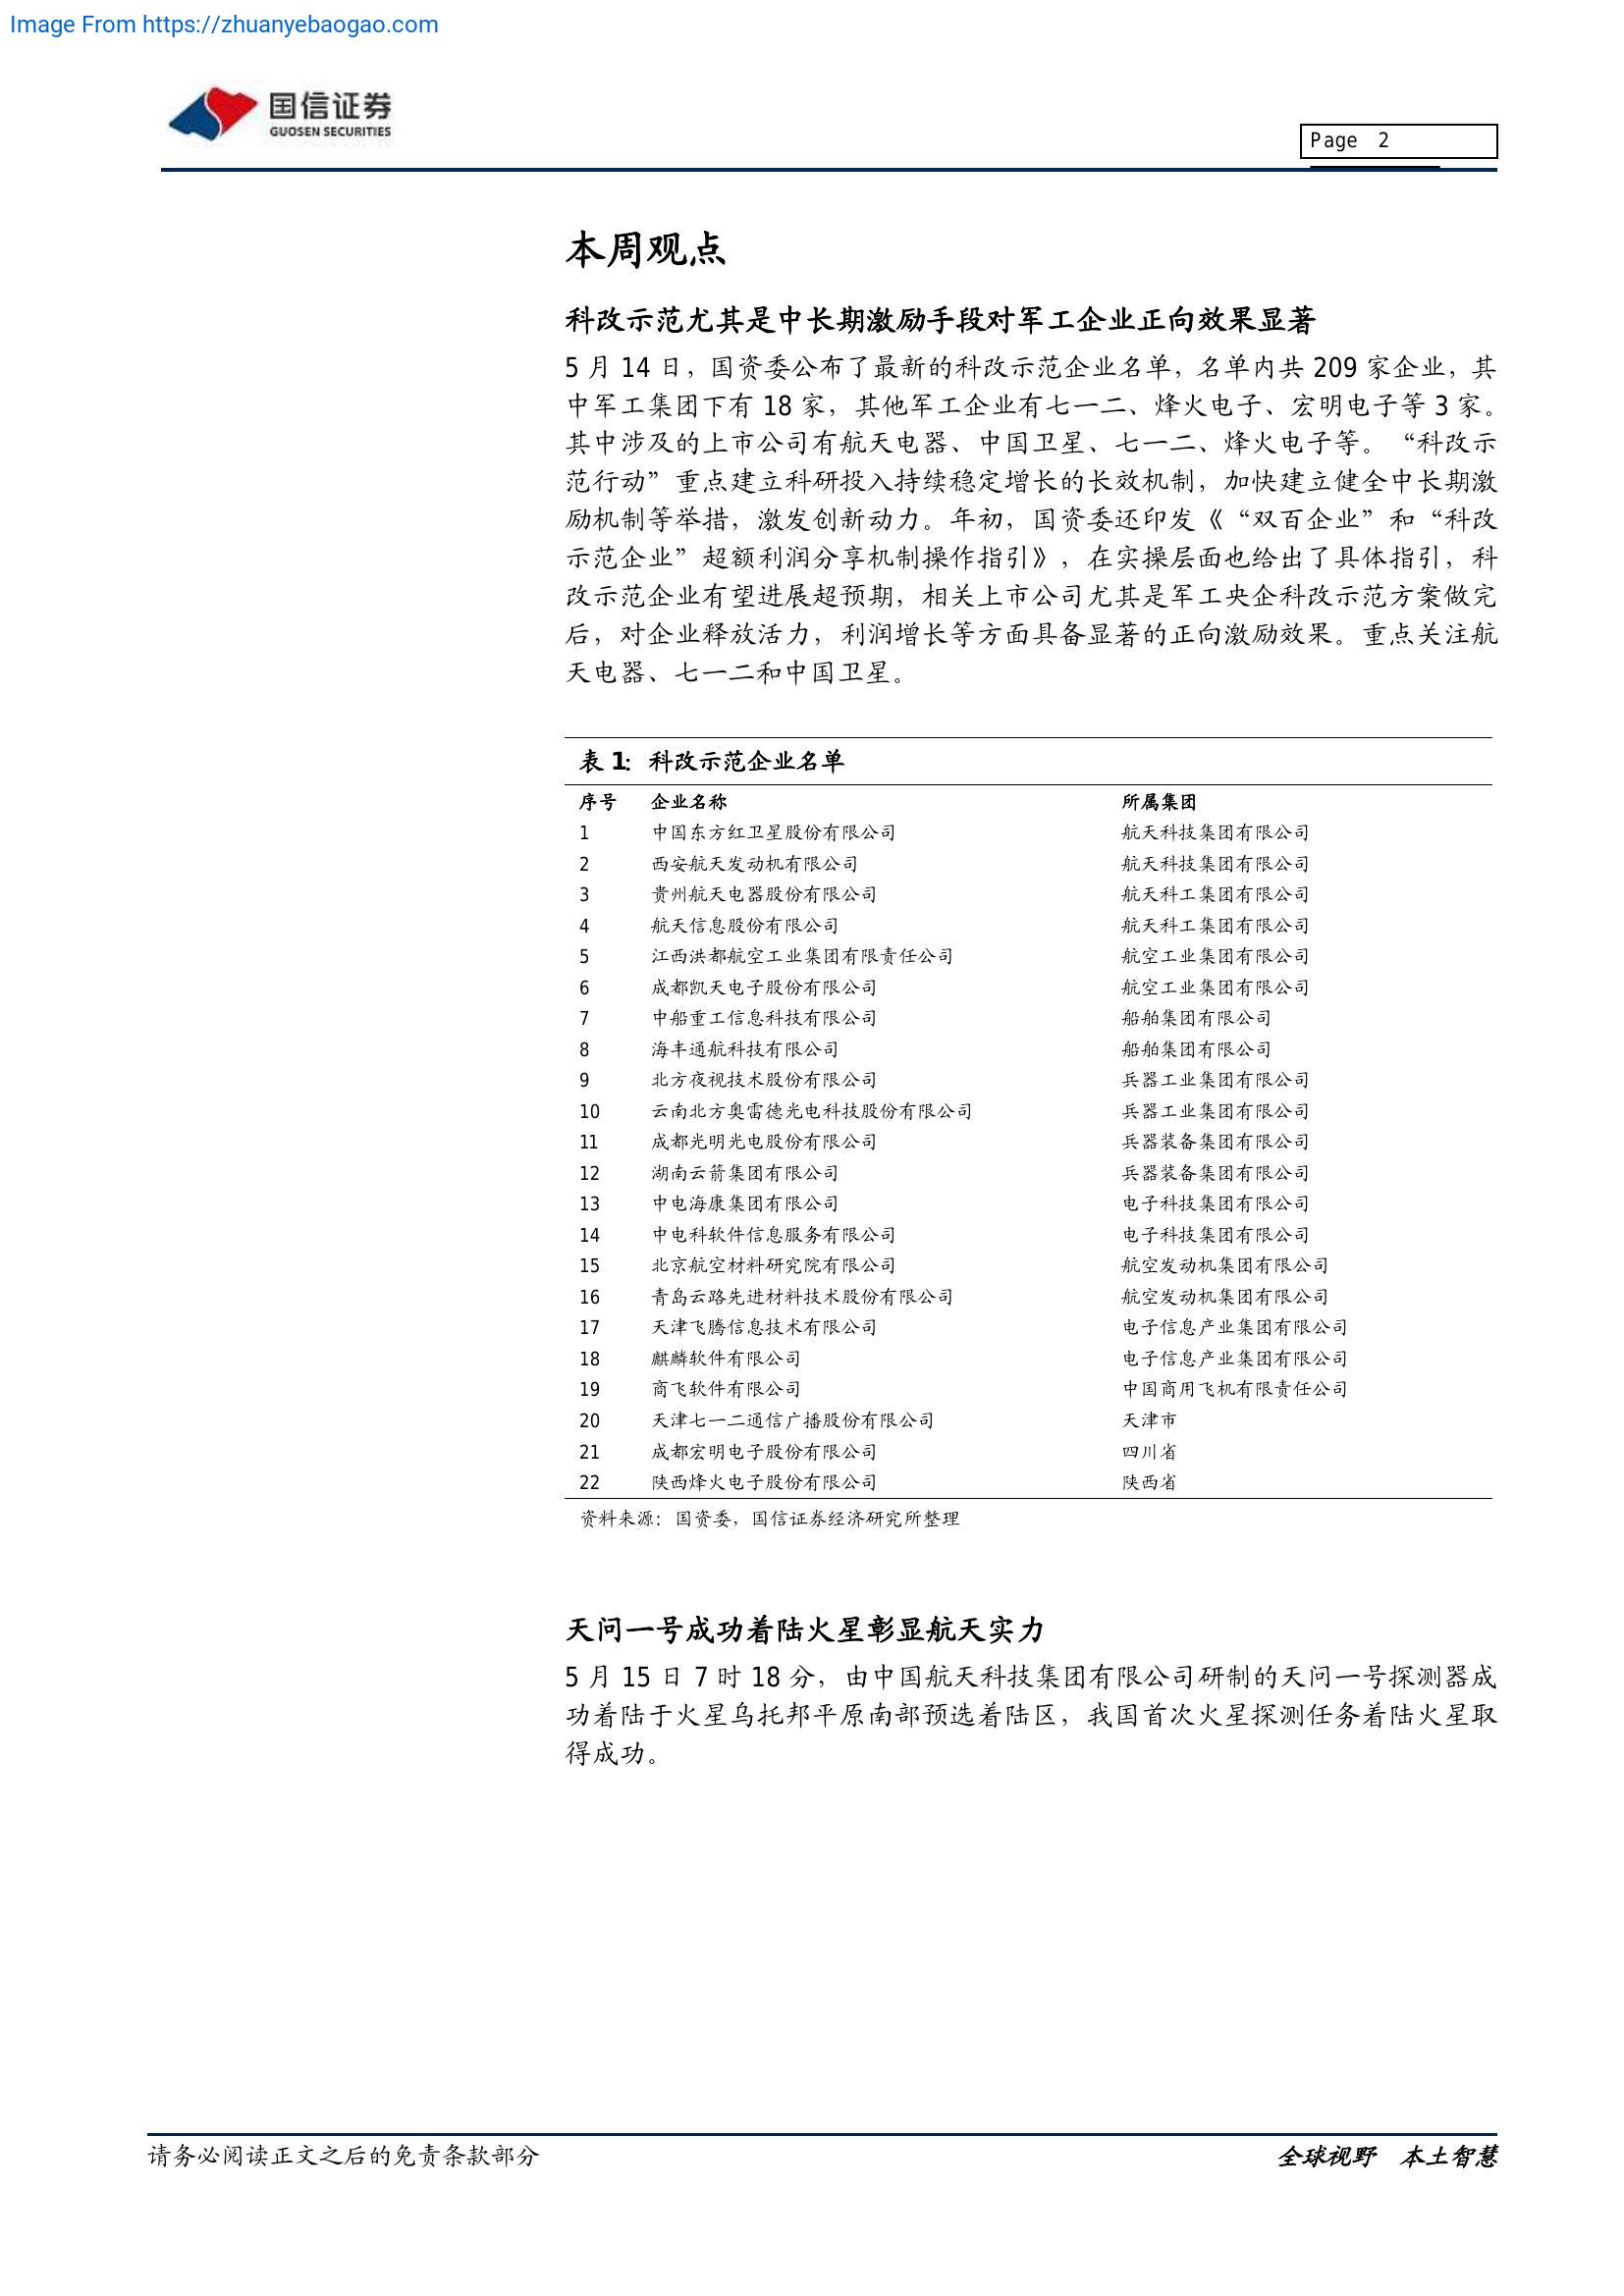 Image From https://zhuanyebaogao.com
国信证券
GUOSEN SECURITIES
Page 2
本周观点
科改示范尤其是中长期激励手段对军工企业正向效果显著
5 月 14 日，国资委公布了最新的科改示范企业名单，名单内共 209 家企业，其
中军工集团下有 18 家，其他军工企业有七一二、烽火电子、宏明电子等 3 家。
其中涉及的上市公司有航天电器、中国卫星、七一二、烽火电子等。“科改示
范行动”重点建立科研投入持续稳定增长的长效机制，加快建立健全中长期激
励机制等举措，激发创新动力。年初，国资委还印发《“双百企业”和“科改
示范企业”超额利润分享机制操作指引》，在实操层面也给出了具体指引，科
改示范企业有望进展超预期，相关上市公司尤其是军工央企科改示范方案做完
后，对企业释放活力，利润增长等方面具备显著的正向激励效果。重点关注航
天电器、七一二和中国卫星。
表 1：科改示范企业名单
序号 企业名称 所属集团
1 中国东方红卫星股份有限公司 航天科技集团有限公司
2 西安航天发动机有限公司 航天科技集团有限公司
3 贵州航天电器股份有限公司 航天科工集团有限公司
4 航天信息股份有限公司 航天科工集团有限公司
5 江西洪都航空工业集团有限责任公司 航空工业集团有限公司
6 成都凯天电子股份有限公司 航空工业集团有限公司
7 中船重工信息科技有限公司 船舶集团有限公司
8 海丰通航科技有限公司 船舶集团有限公司
9 北方夜视技术股份有限公司 兵器工业集团有限公司
10 云南北方奥雷德光电科技股份有限公司 兵器工业集团有限公司
11 成都光明光电股份有限公司 兵器装备集团有限公司
12 湖南云箭集团有限公司 兵器装备集团有限公司
13 中电海康集团有限公司 电子科技集团有限公司
14 中电科软件信息服务有限公司 电子科技集团有限公司
15 北京航空材料研究院有限公司 航空发动机集团有限公司
16 青岛云路先进材料技术股份有限公司 航空发动机集团有限公司
17 天津飞腾信息技术有限公司 电子信息产业集团有限公司
18 麒麟软件有限公司 电子信息产业集团有限公司
19 商飞软件有限公司 中国商用飞机有限责任公司
20 天津七一二通信广播股份有限公司 天津市
21 成都宏明电子股份有限公司 四川省
22 陕西烽火电子股份有限公司 陕西省
资料来源：国资委，国信证券经济研究所整理
天问一号成功着陆火星彰显航天实力
5 月 15 日 7 时 18 分，由中国航天科技集团有限公司研制的天问一号探测器成
功着陆于火星乌托邦平原南部预选着陆区，我国首次火星探测任务着陆火星取
得成功。
请务必阅读正文之后的免责条款部分
全球视野 本土智慧